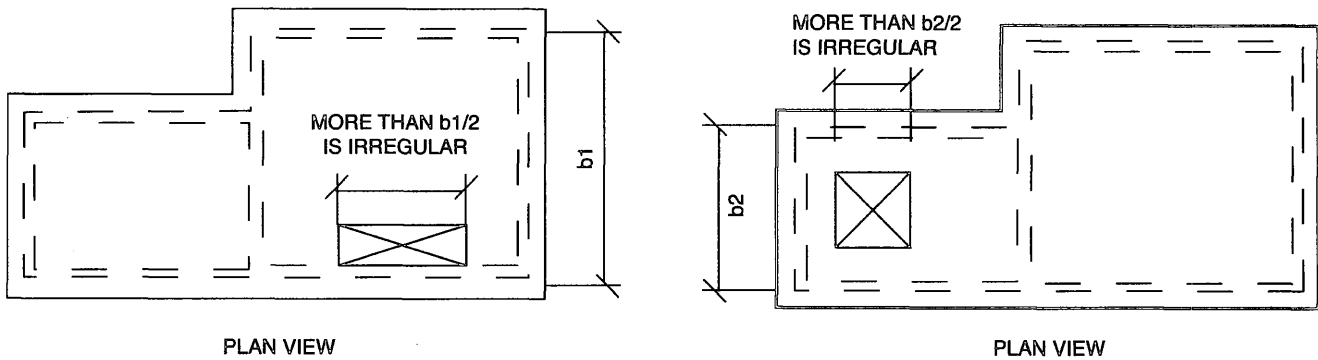 MORE THAN b1/2
IS IRREGULAR
b1
PLAN VIEW
MORE THAN b2/2
IS IRREGULAR
b2
PLAN VIEW